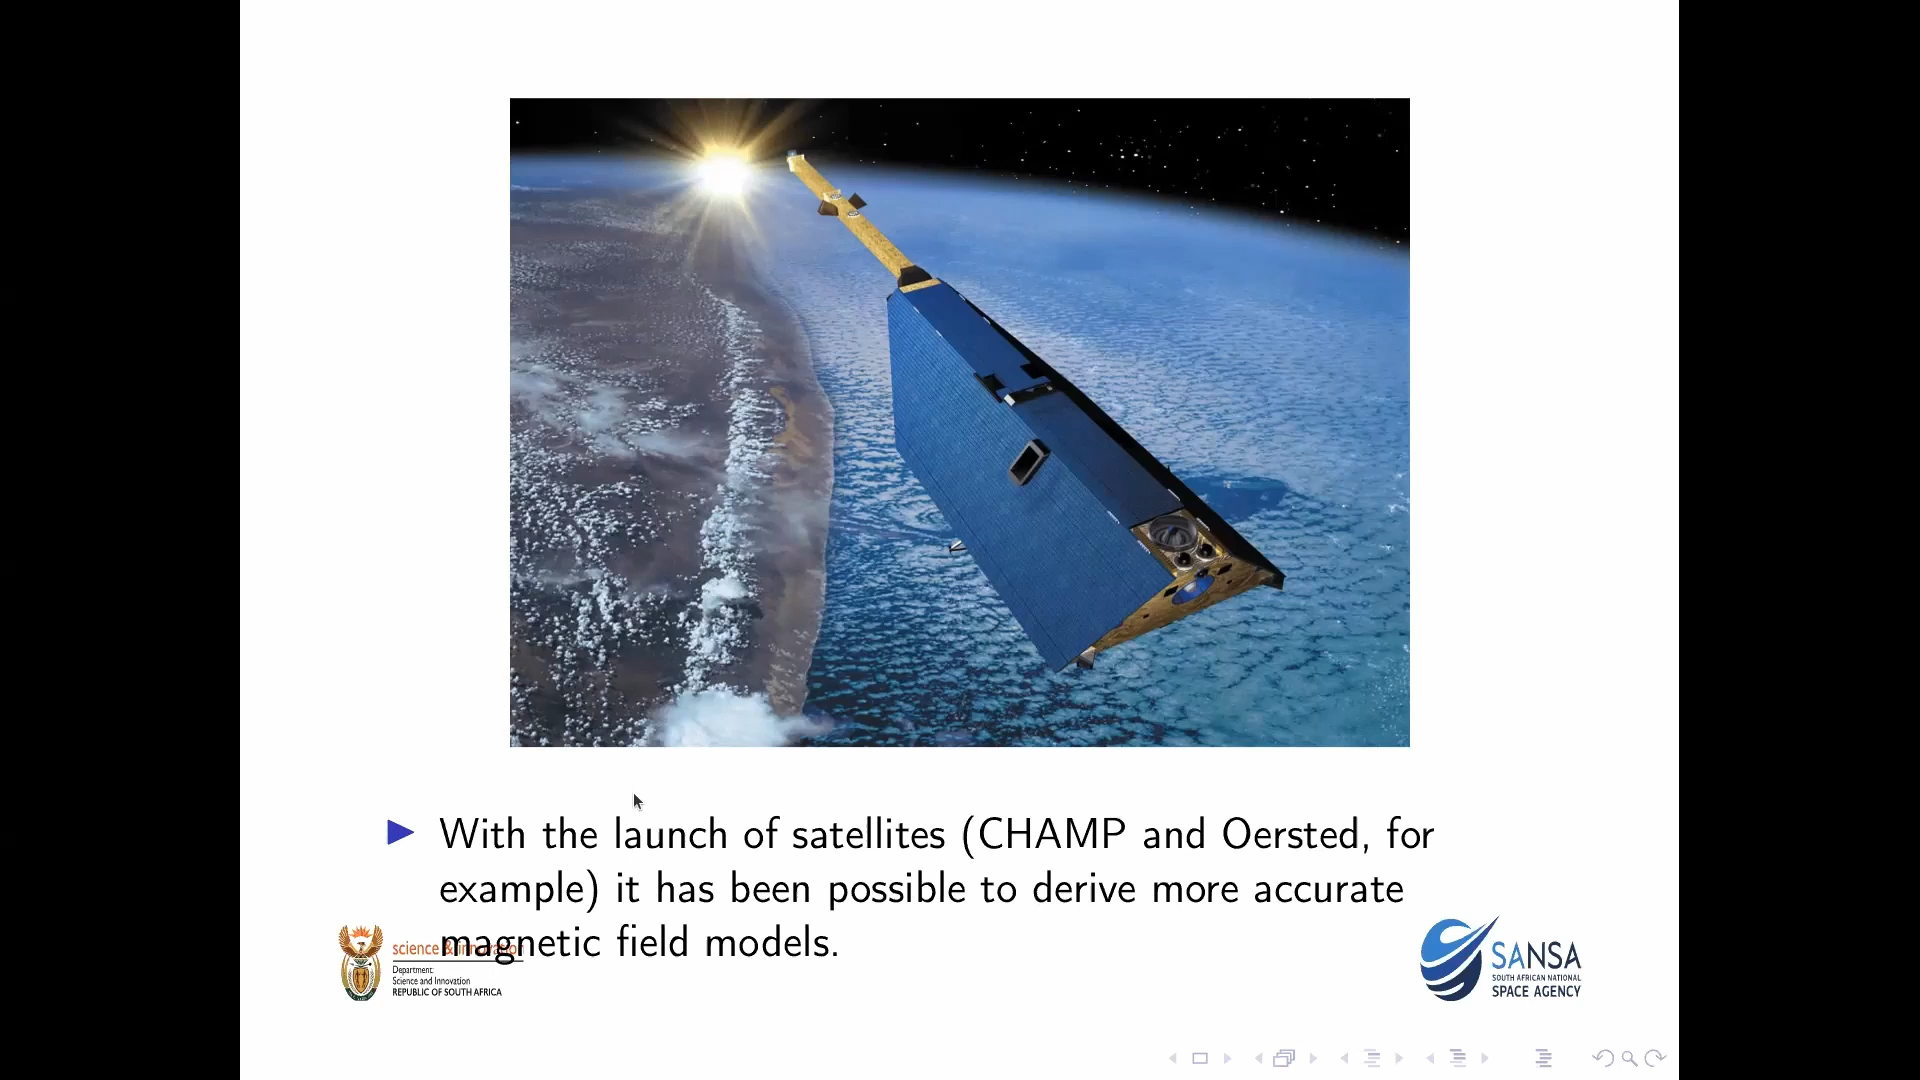 With the launch of satellites (CHAMP and Oersted, for
example) it has been possible to derive more accurate
magnetic field models.
science & innovation
Department:
Science and Innovation
REPUBLIC OF SOUTH AFRICA
SANSA
SOUTH AFRICAN NATIONAL
SPACE AGENCY